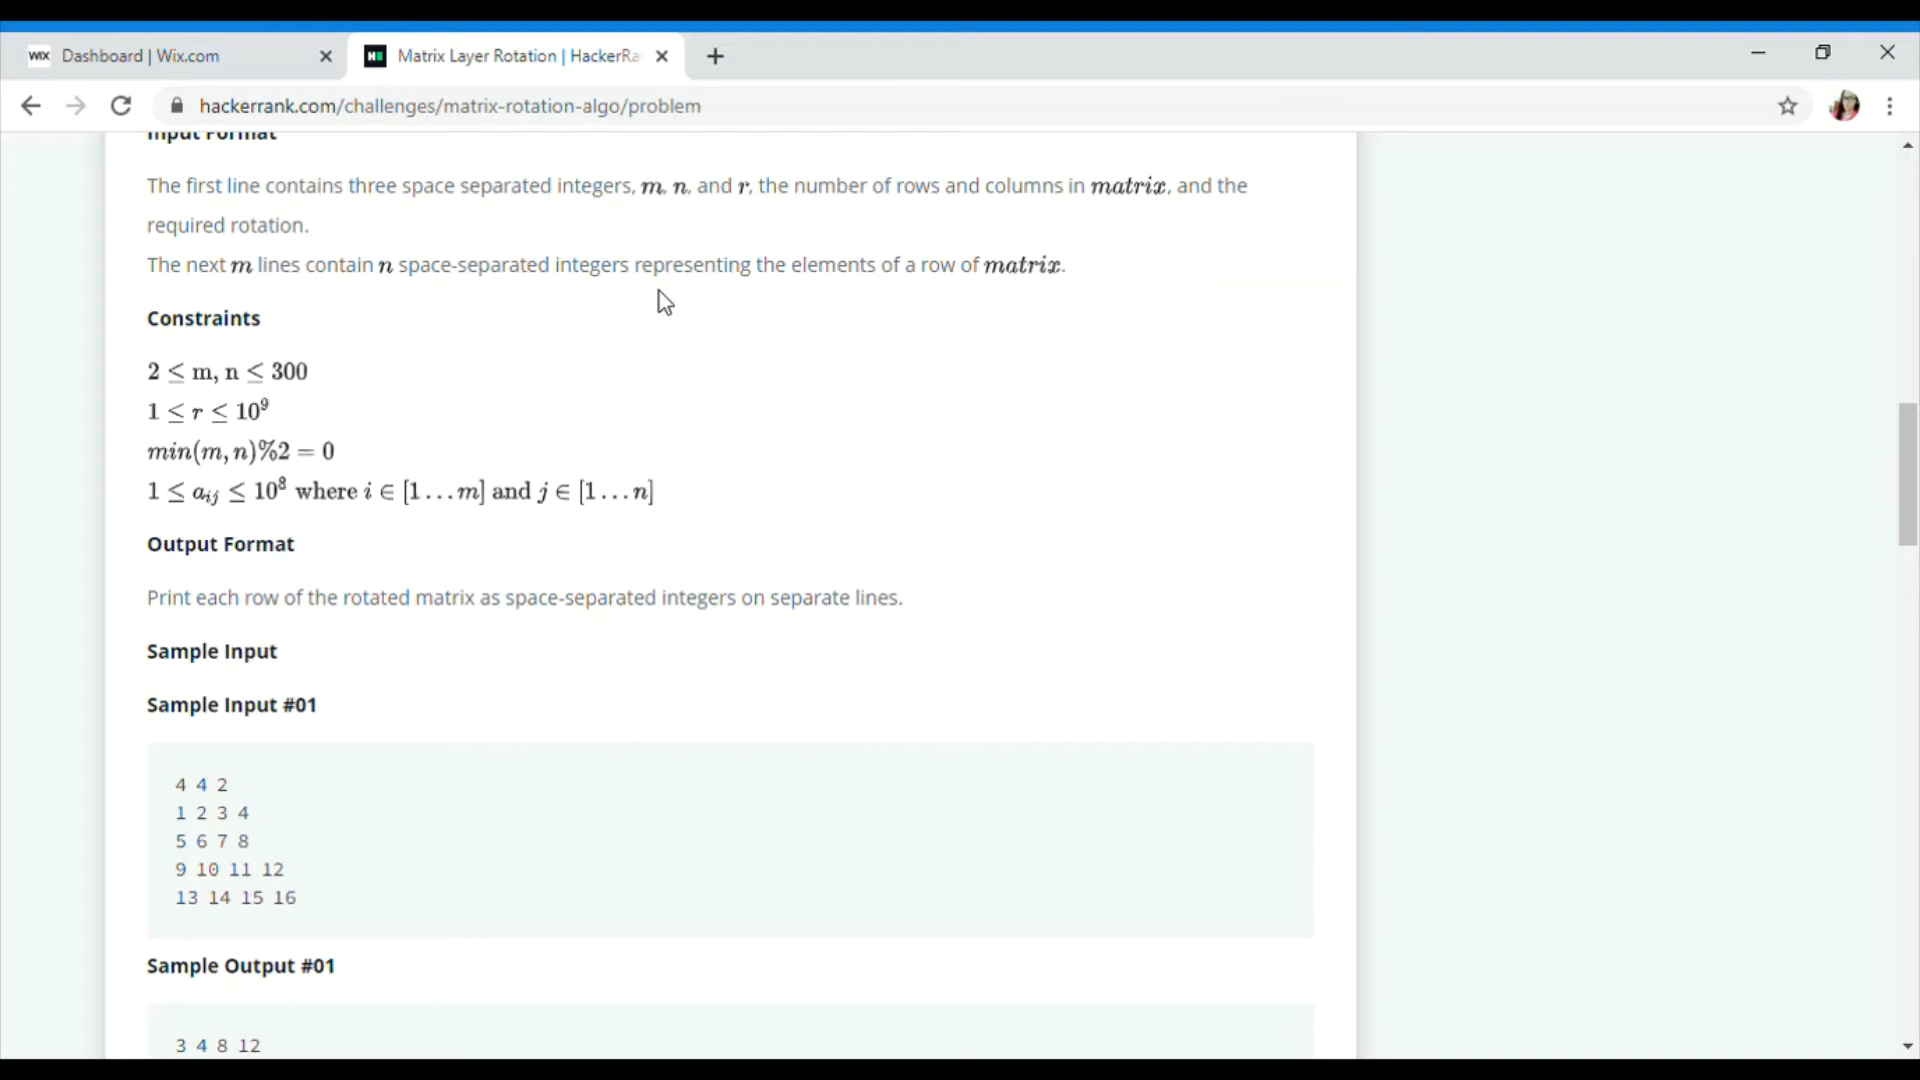 WIX Dashboard | Wix.com
Matrix Layer Rotation | HackerRa
hackerrank.com/challenges/matrix-rotation-algo/problem
Input Format
The first line contains three space separated integers, m, n, and r, the number of rows and columns in matrix, and the
required rotation.
The next m lines contain n space-separated integers representing the elements of a row of matrix.
Constraints
2 ≤ m, n ≤ 300
1 ≤ r ≤ 10⁹
min(m, n)%2 = 0
1 ≤ aᵢⱼ ≤ 10⁸ where i ∈ [1…m] and j ∈ [1…n]
Output Format
Print each row of the rotated matrix as space-separated integers on separate lines.
Sample Input
Sample Input #01
4 4 2
1 2 3 4
5 6 7 8
9 10 11 12
13 14 15 16
Sample Output #01
3 4 8 12